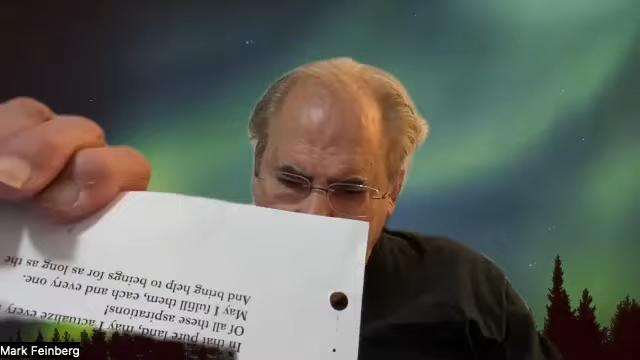 In that pure land, may I actualize every
Of all these aspirations!
May I fulfill them, each and every one.
And bring help to beings for as long as the
Mark Feinberg